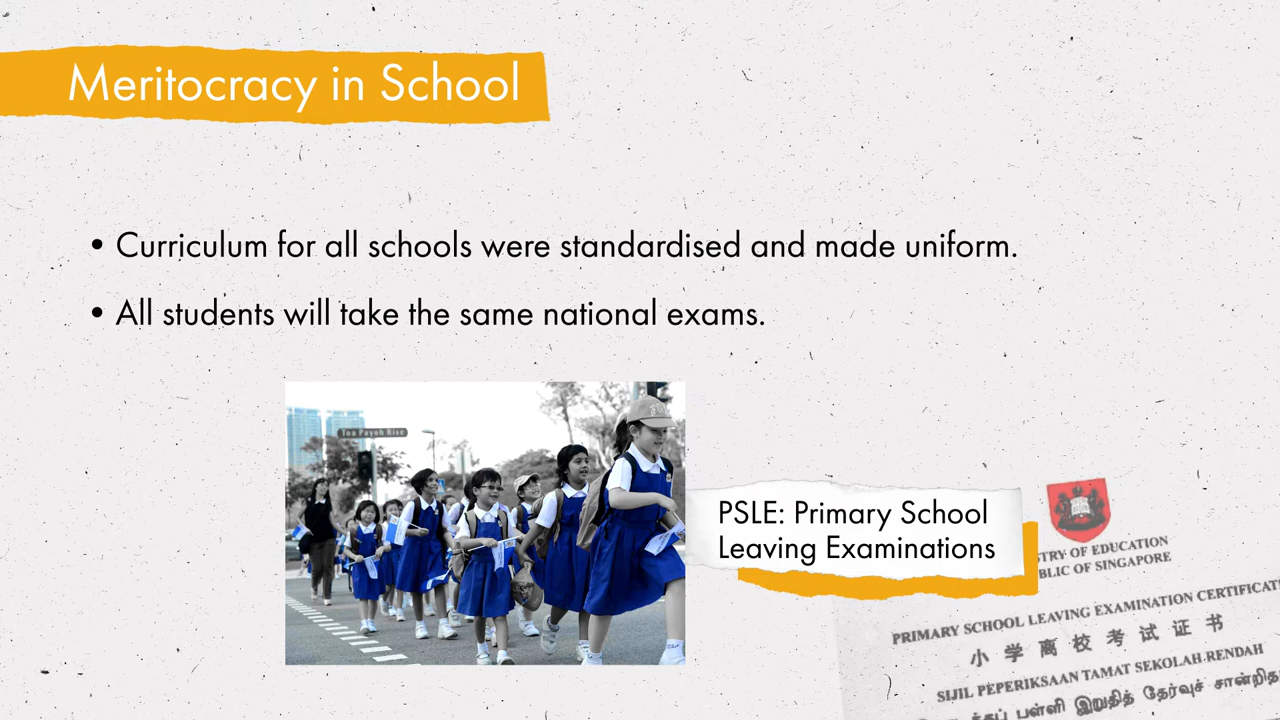 Meritocracy in School
• Curriculum for all schools were standardised and made uniform.
• All students will take the same national exams.
Toa Payoh Rise
PSLE: Primary School
Leaving Examinations
STRY OF EDUCATION
BLIC OF SINGAPORE
PRIMARY SCHOOL LEAVING EXAMINATION CERTIFICAT
小学离校考试证书
SIJIL PEPERIKSAAN TAMAT SEKOLAH RENDAH
பள்ளி இறுதித் தேர்வுச்